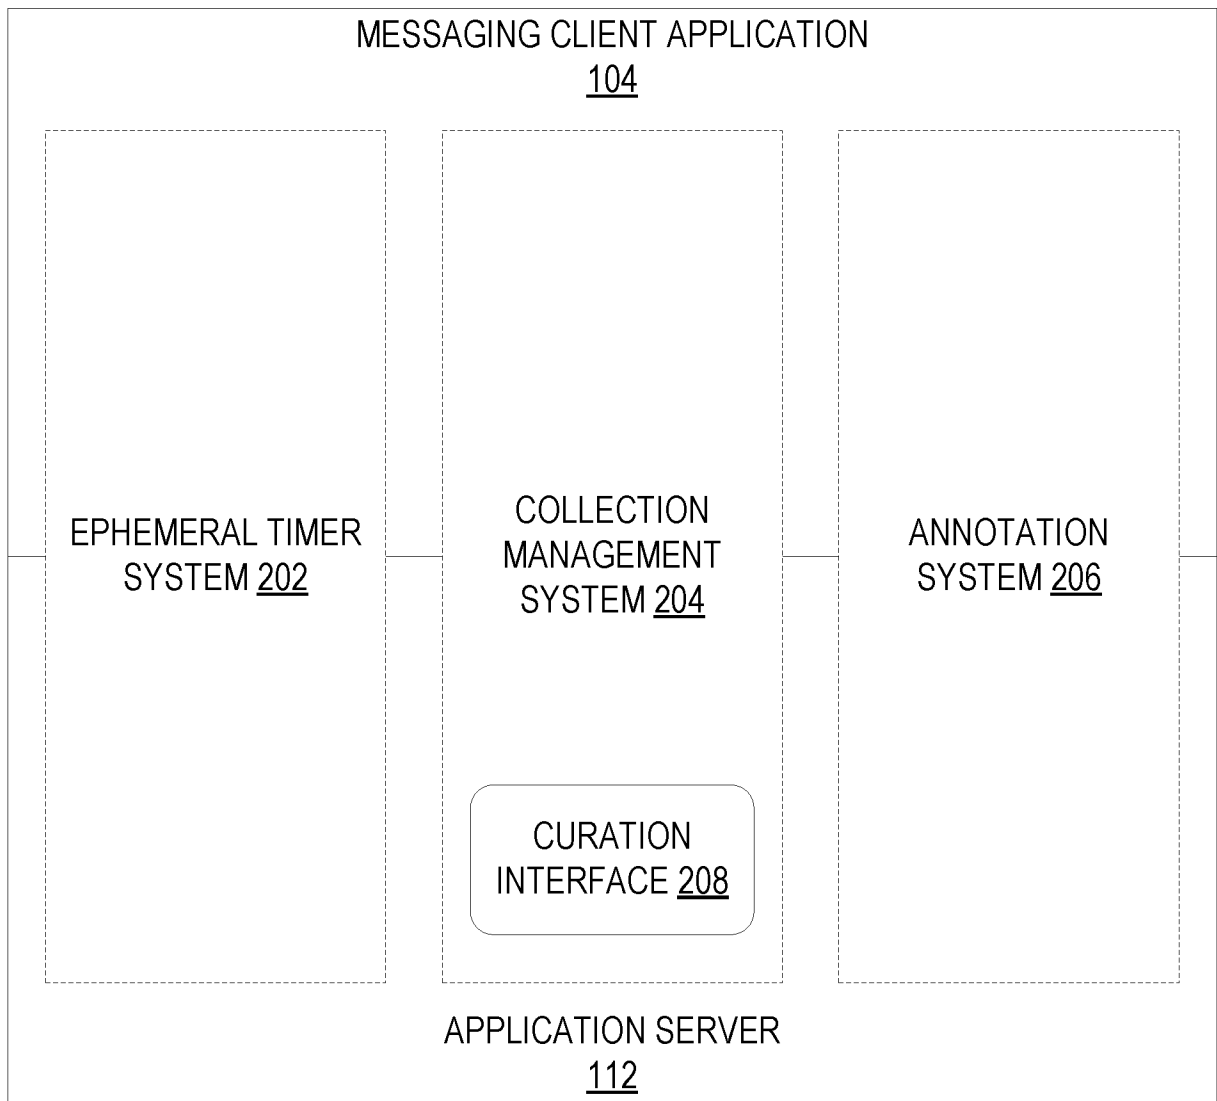 MESSAGING CLIENT APPLICATION
104
EPHEMERAL TIMER
SYSTEM 202
COLLECTION
MANAGEMENT
SYSTEM 204
ANNOTATION
SYSTEM 206
CURATION
INTERFACE 208
APPLICATION SERVER
112